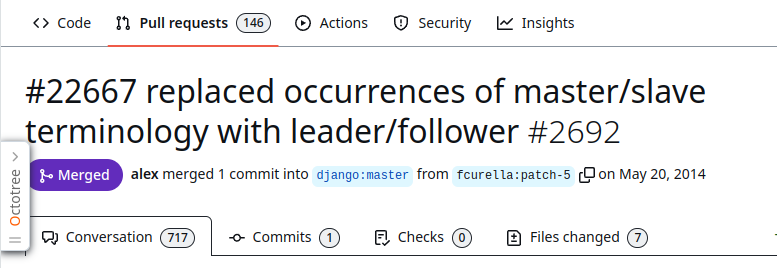 Code Pull requests 146 Actions Security Insights
#22667 replaced occurrences of master/slave
terminology with leader/follower #2692
Merged alex merged 1 commit into django:master from fcurella:patch-5 on May 20, 2014
Octotree
Conversation 717 Commits 1 Checks 0 Files changed 7